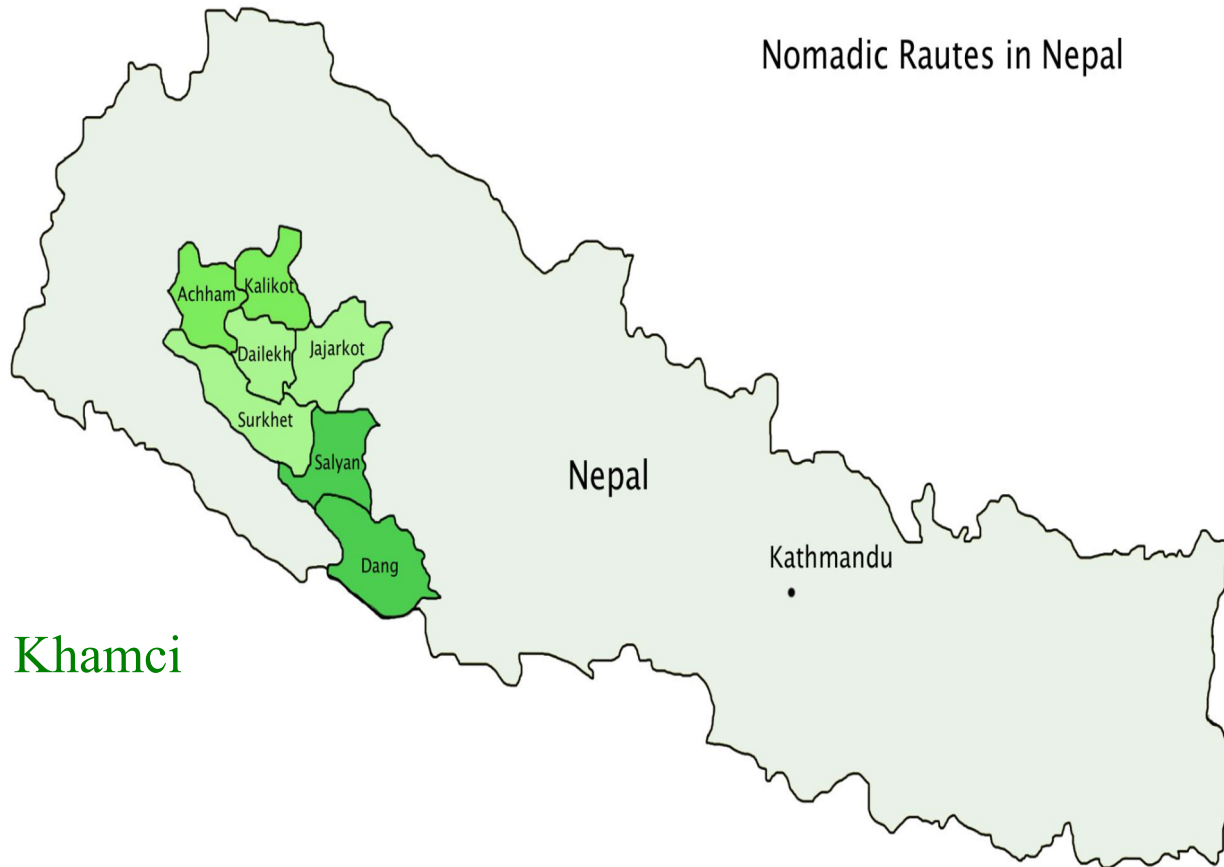 Nomadic Rautes in Nepal
Achham
Kalikot
Dailekh
Jajarkot
Surkhet
Salyan
Nepal
Kathmandu
Dang
Khamci